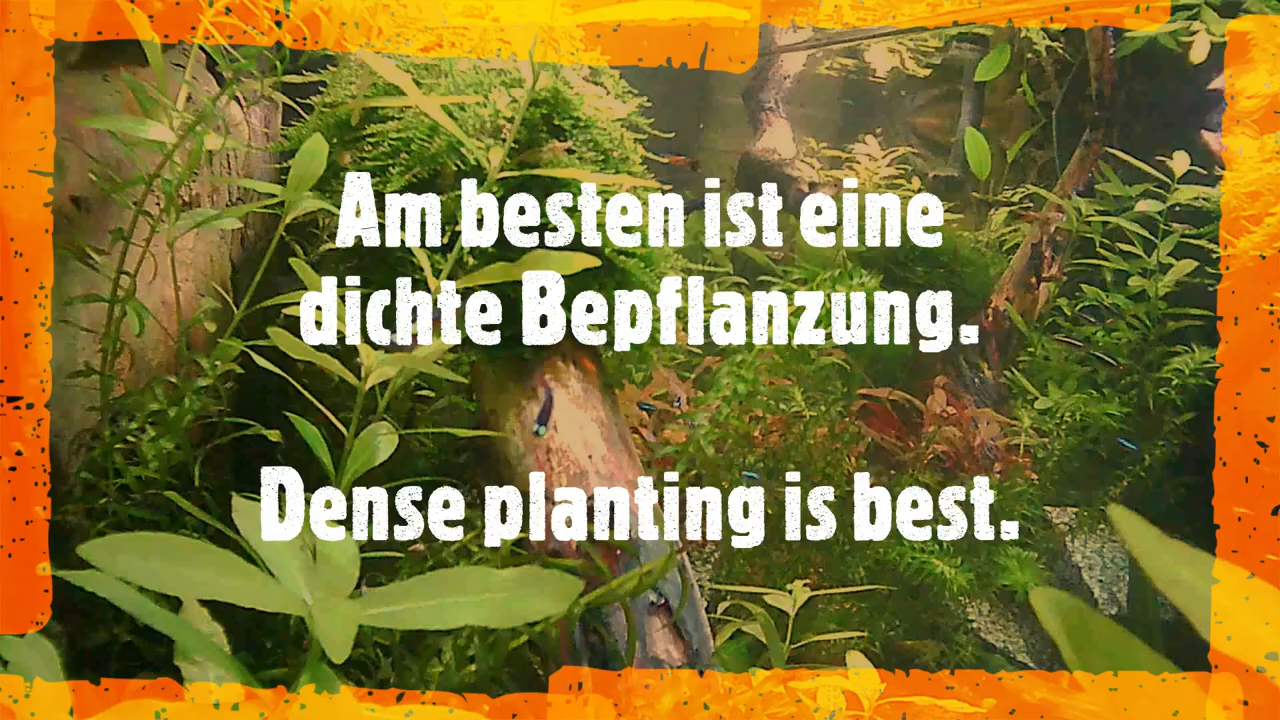 Am besten ist eine
dichte Bepflanzung.
Dense planting is best.